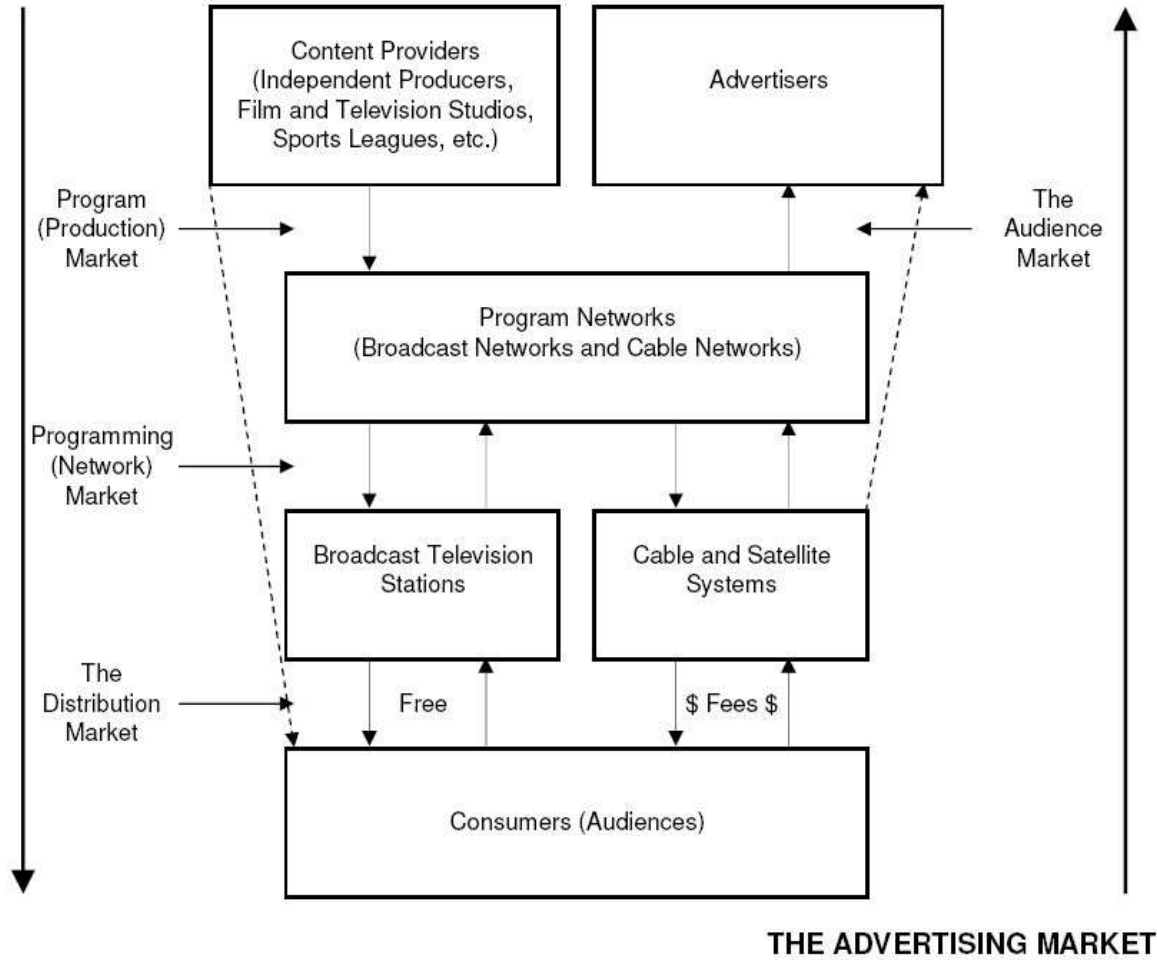 Content Providers
(Independent Producers,
Film and Television Studios,
Sports Leagues, etc.)
Advertisers
Program
(Production)
Market
The
Audience
Market
Program Networks
(Broadcast Networks and Cable Networks)
Programming
(Network)
Market
Broadcast Television
Stations
Cable and Satellite
Systems
The
Distribution
Market
Free
$ Fees $
Consumers (Audiences)
THE ADVERTISING MARKET